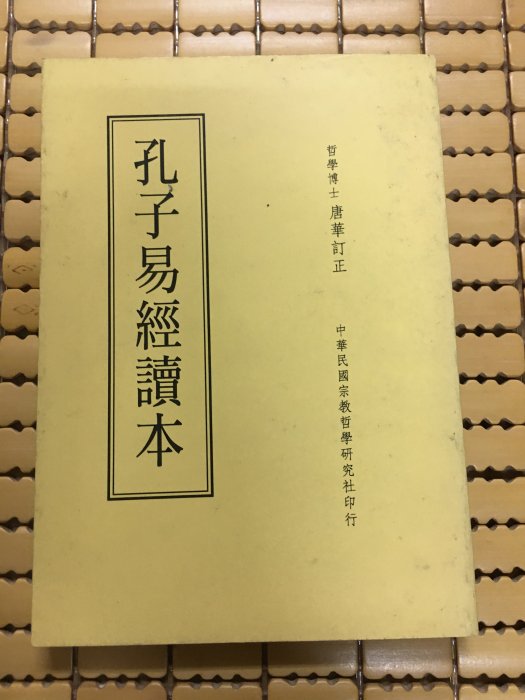 哲學博士 唐華訂正
中華民國宗教哲學研究社印行
孔子易經讀本